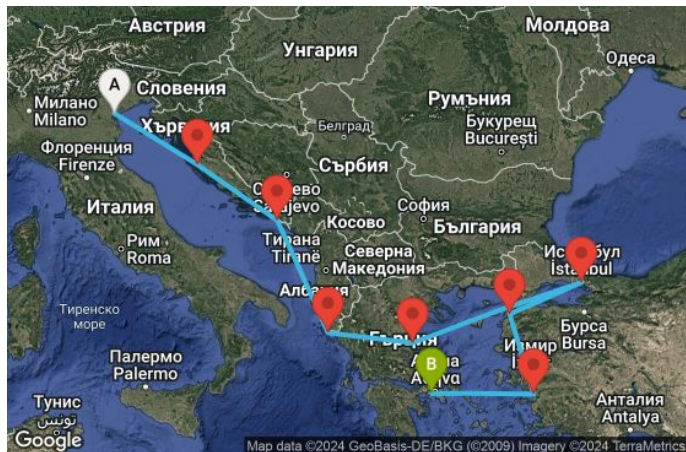 Австрия
Молдова
Унгария
Одеса
A
Словения
Милано
Milano
Румъния
Хърватия
Букурещ
București
Белград
Флоренция
Firenze
Сърбия
Сараево
Sarajevo
Италия
София
Косово
България
Рим
Roma
Тирана
Tiranë
Северна
Македония
Истанбул
İstanbul
Албания
Тиренско
море
Гърция
Бурса
Bursa
Измир
Палермо
Palermo
B
Αθήνα
Тунис
تونس
Анталия
Antalya
Google
Map data ©2024 GeoBasis-DE/BKG (©2009) Imagery ©2024 TerraMetrics